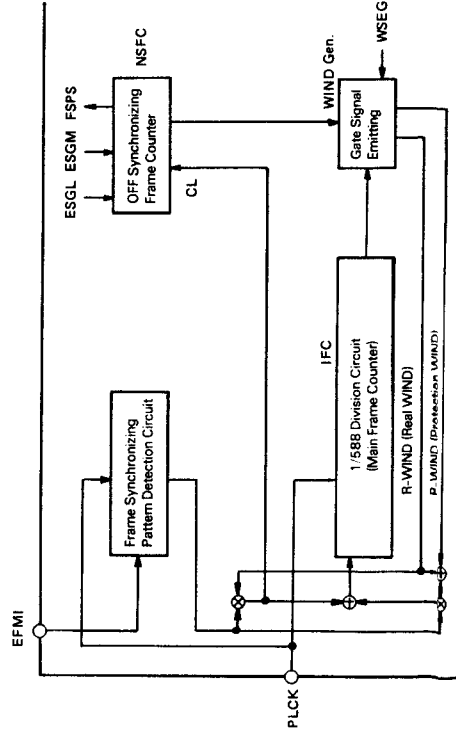 NSFC
ESGL
ESGM
FSPS
OFF Synchronizing
Frame Counter
CL
WIND Gen.
WSEG
Gate Signal
Emitting
IFC
1/588 Division Circuit
(Main Frame Counter)
R-WIND (Real WIND)
P-WIND (Protection WIND)
Frame Synchronizing
Pattern Detection Circuit
EFMI
PLCK